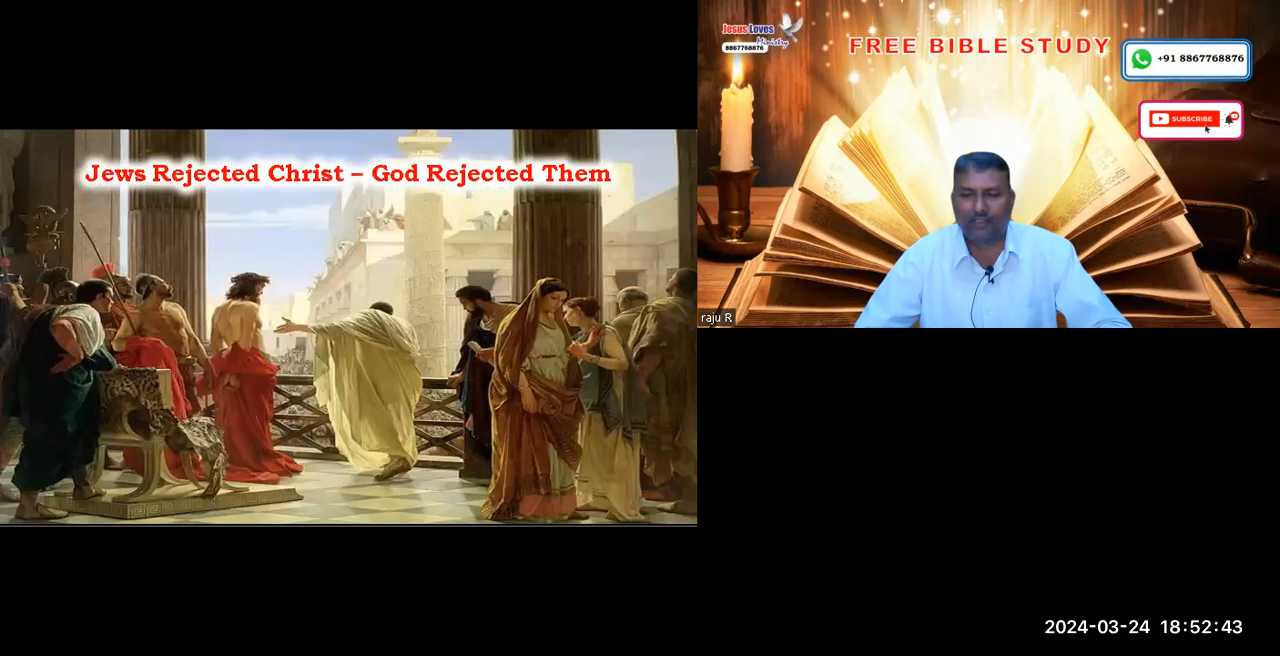 Jews Rejected Christ – God Rejected Them
Jesus Loves
Ministry
8867768876
FREE BIBLE STUDY
+91 8867768876
SUBSCRIBE
raju R
2024-03-24 18:52:43